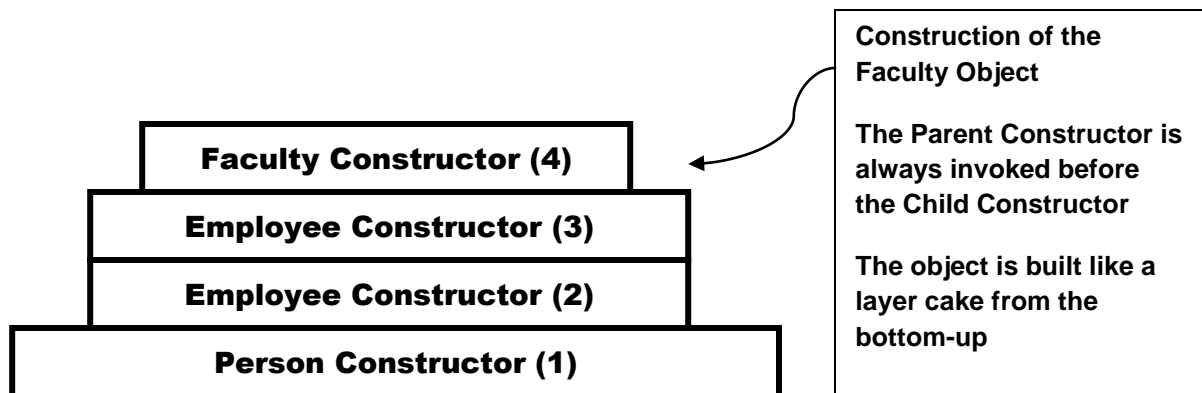 Faculty Constructor (4)
Employee Constructor (3)
Employee Constructor (2)
Person Constructor (1)
Construction of the
Faculty Object
The Parent Constructor is
always invoked before
the Child Constructor
The object is built like a
layer cake from the
bottom-up